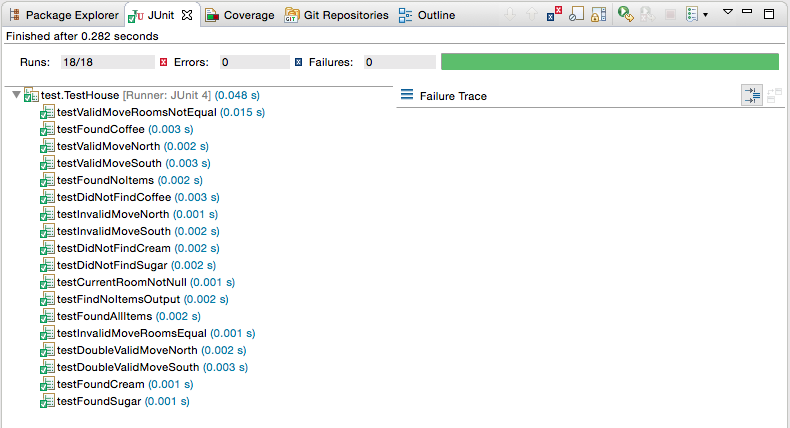 Package Explorer JUnit Coverage Git Repositories Outline
Finished after 0.282 seconds
Runs: 18/18 Errors: 0 Failures: 0
test.TestHouse [Runner: JUnit 4] (0.048 s)
Failure Trace
testValidMoveRoomsNotEqual (0.015 s)
testFoundCoffee (0.003 s)
testValidMoveNorth (0.002 s)
testValidMoveSouth (0.003 s)
testFoundNoItems (0.002 s)
testDidNotFindCoffee (0.003 s)
testInvalidMoveNorth (0.001 s)
testInvalidMoveSouth (0.002 s)
testDidNotFindCream (0.002 s)
testDidNotFindSugar (0.002 s)
testCurrentRoomNotNull (0.001 s)
testFindNoItemsOutput (0.002 s)
testFoundAllItems (0.002 s)
testInvalidMoveRoomsEqual (0.001 s)
testDoubleValidMoveNorth (0.002 s)
testDoubleValidMoveSouth (0.003 s)
testFoundCream (0.001 s)
testFoundSugar (0.001 s)